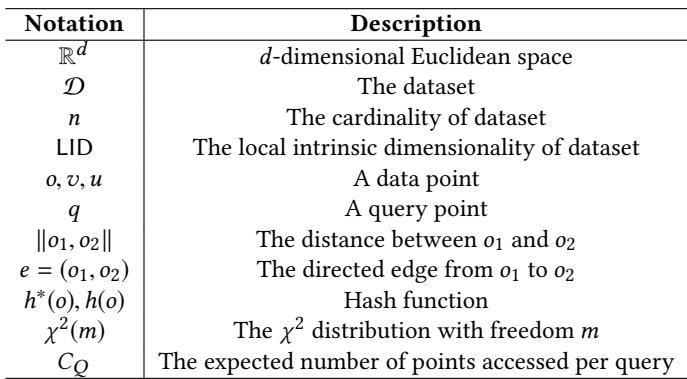 Notation Description
ℝᵈ d-dimensional Euclidean space
𝒟 The dataset
n The cardinality of dataset
LID The local intrinsic dimensionality of dataset
o, v, u A data point
q A query point
∥o₁, o₂∥ The distance between o₁ and o₂
e = (o₁, o₂) The directed edge from o₁ to o₂
h*(o), h(o) Hash function
χ²(m) The χ² distribution with freedom m
C_Q The expected number of points accessed per query